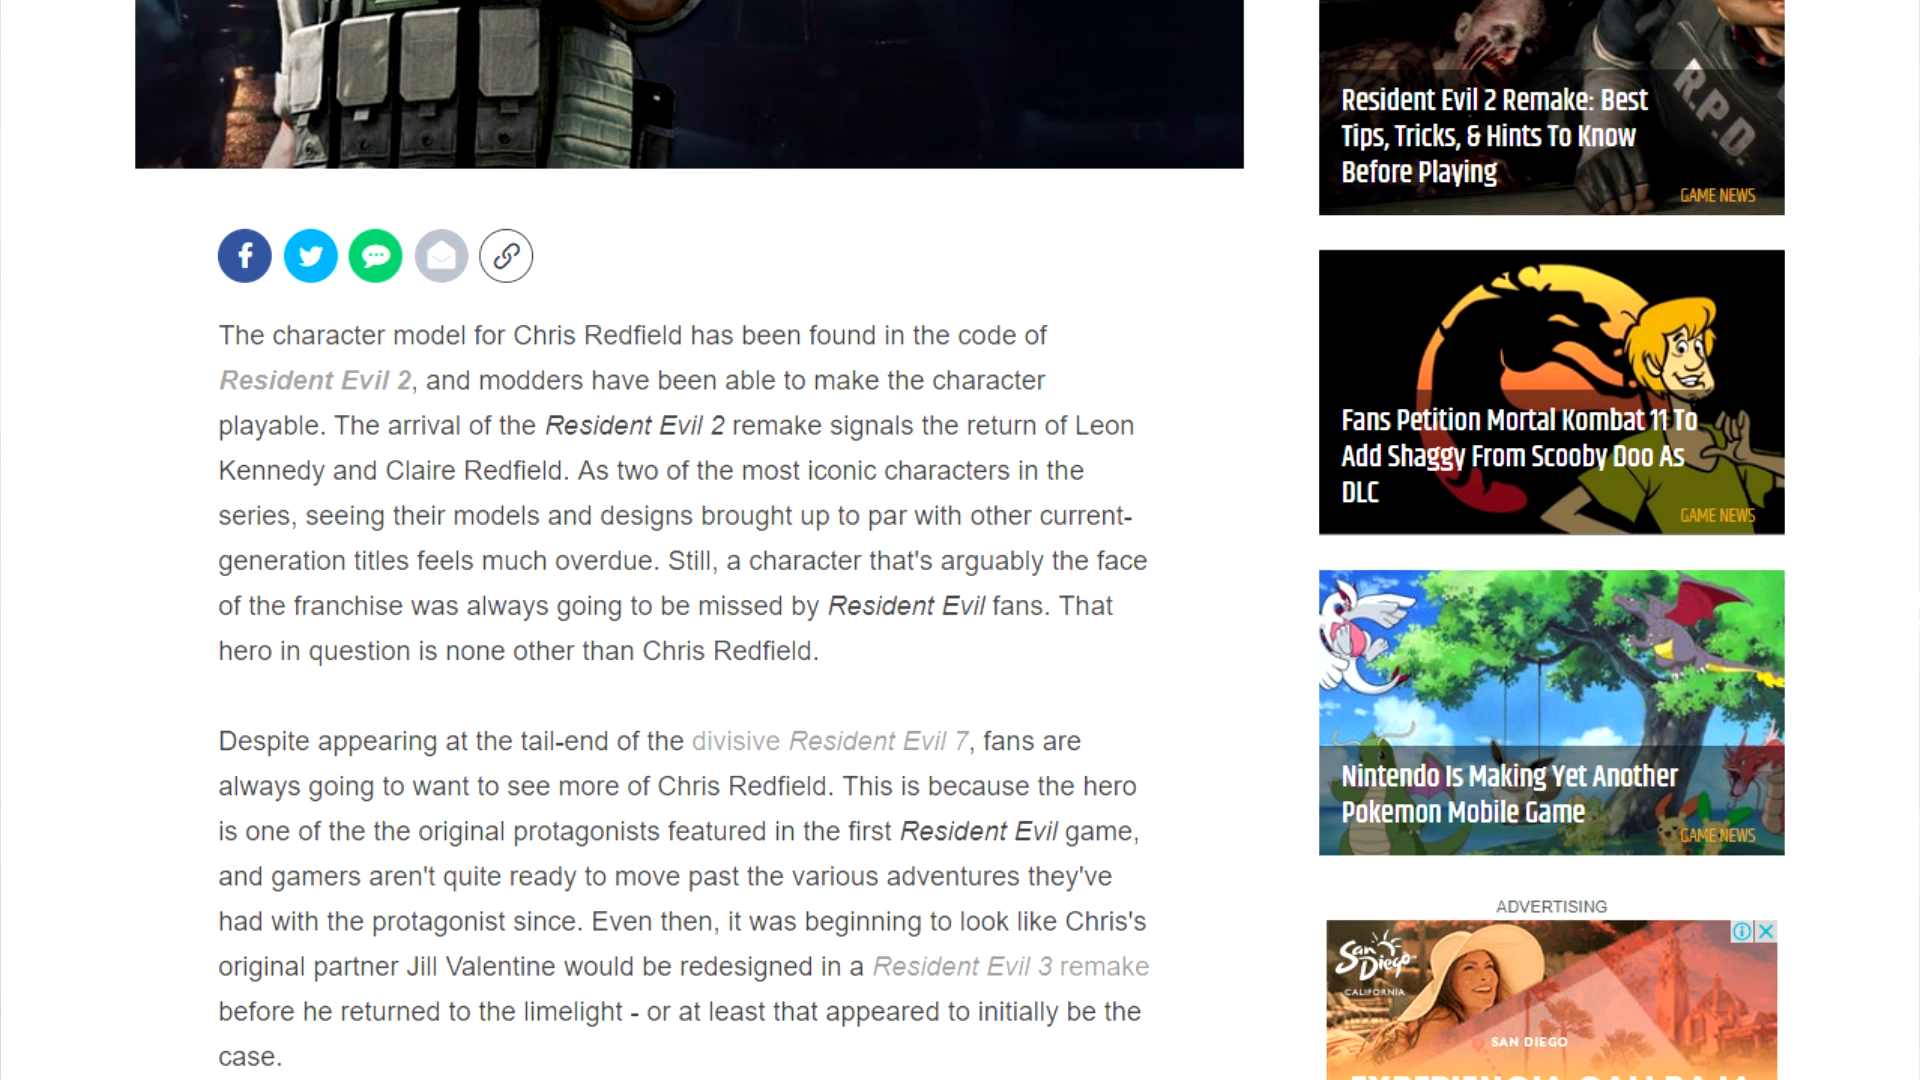 The character model for Chris Redfield has been found in the code of
Resident Evil 2, and modders have been able to make the character
playable. The arrival of the Resident Evil 2 remake signals the return of Leon
Kennedy and Claire Redfield. As two of the most iconic characters in the
series, seeing their models and designs brought up to par with other current-
generation titles feels much overdue. Still, a character that's arguably the face
of the franchise was always going to be missed by Resident Evil fans. That
hero in question is none other than Chris Redfield.
Despite appearing at the tail-end of the divisive Resident Evil 7, fans are
always going to want to see more of Chris Redfield. This is because the hero
is one of the the original protagonists featured in the first Resident Evil game,
and gamers aren't quite ready to move past the various adventures they've
had with the protagonist since. Even then, it was beginning to look like Chris's
original partner Jill Valentine would be redesigned in a Resident Evil 3 remake
before he returned to the limelight - or at least that appeared to initially be the
case.
R.P.D.
Resident Evil 2 Remake: Best
Tips, Tricks, & Hints To Know
Before Playing
GAME NEWS
Fans Petition Mortal Kombat 11 To
Add Shaggy From Scooby Doo As
DLC
GAME NEWS
Nintendo Is Making Yet Another
Pokemon Mobile Game
GAME NEWS
ADVERTISING
San
Diego
CALIFORNIA
SAN DIEGO